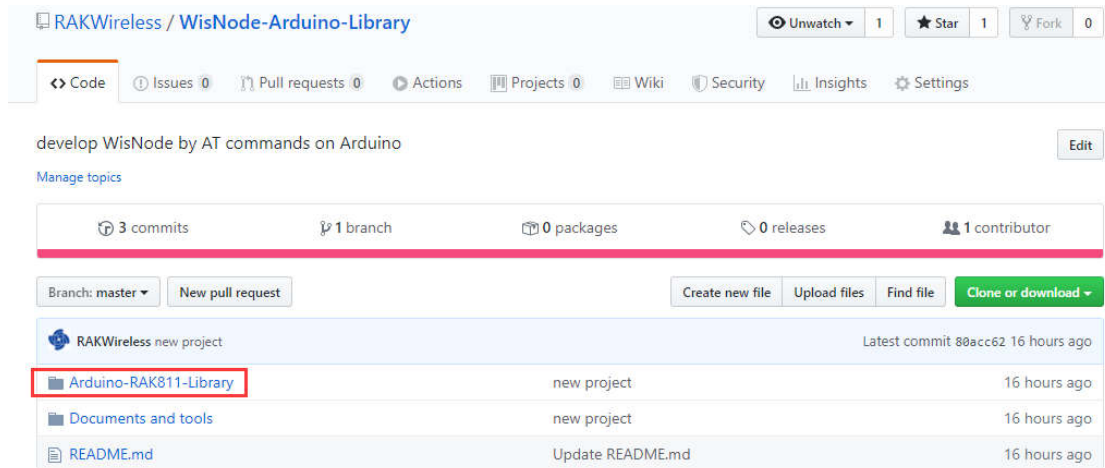 RAKWireless / WisNode-Arduino-Library Unwatch 1 Star 1 Fork 0
Code Issues 0 Pull requests 0 Actions Projects 0 Wiki Security Insights Settings
develop WisNode by AT commands on Arduino Edit
Manage topics
3 commits 1 branch 0 packages 0 releases 1 contributor
Branch: master New pull request Create new file Upload files Find file Clone or download
RAKWireless new project Latest commit 80acc62 16 hours ago
Arduino-RAK811-Library new project 16 hours ago
Documents and tools new project 16 hours ago
README.md Update README.md 16 hours ago